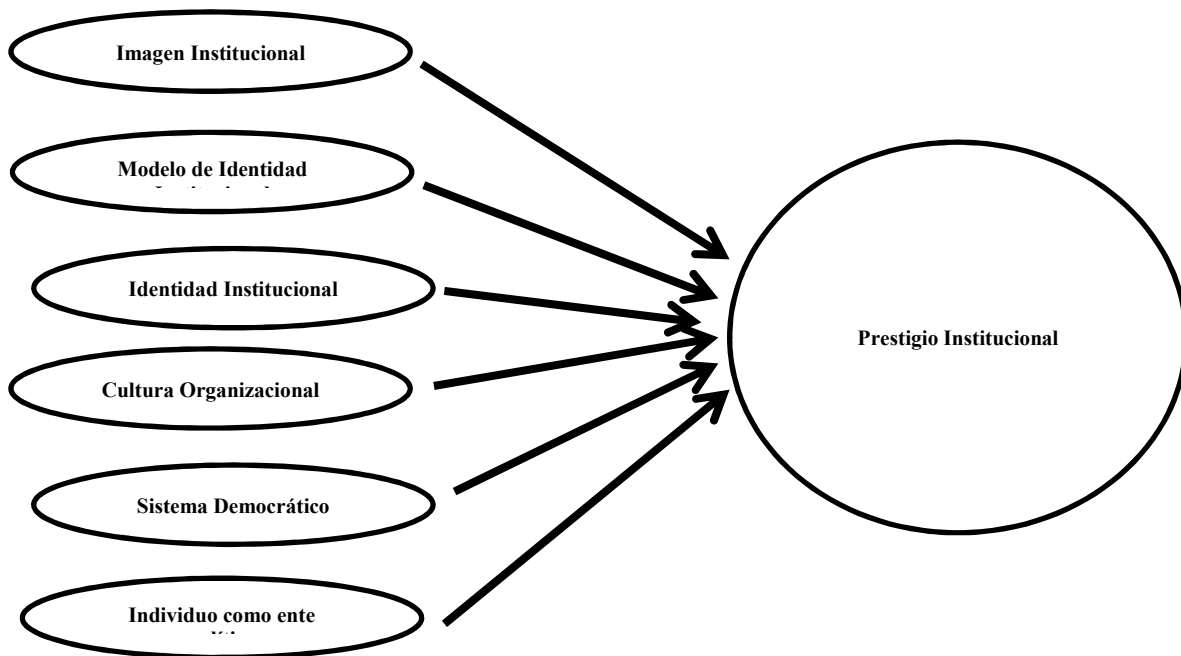 Imagen Institucional
Modelo de Identidad
Identidad Institucional
Prestigio Institucional
Cultura Organizacional
Sistema Democrático
Individuo como ente